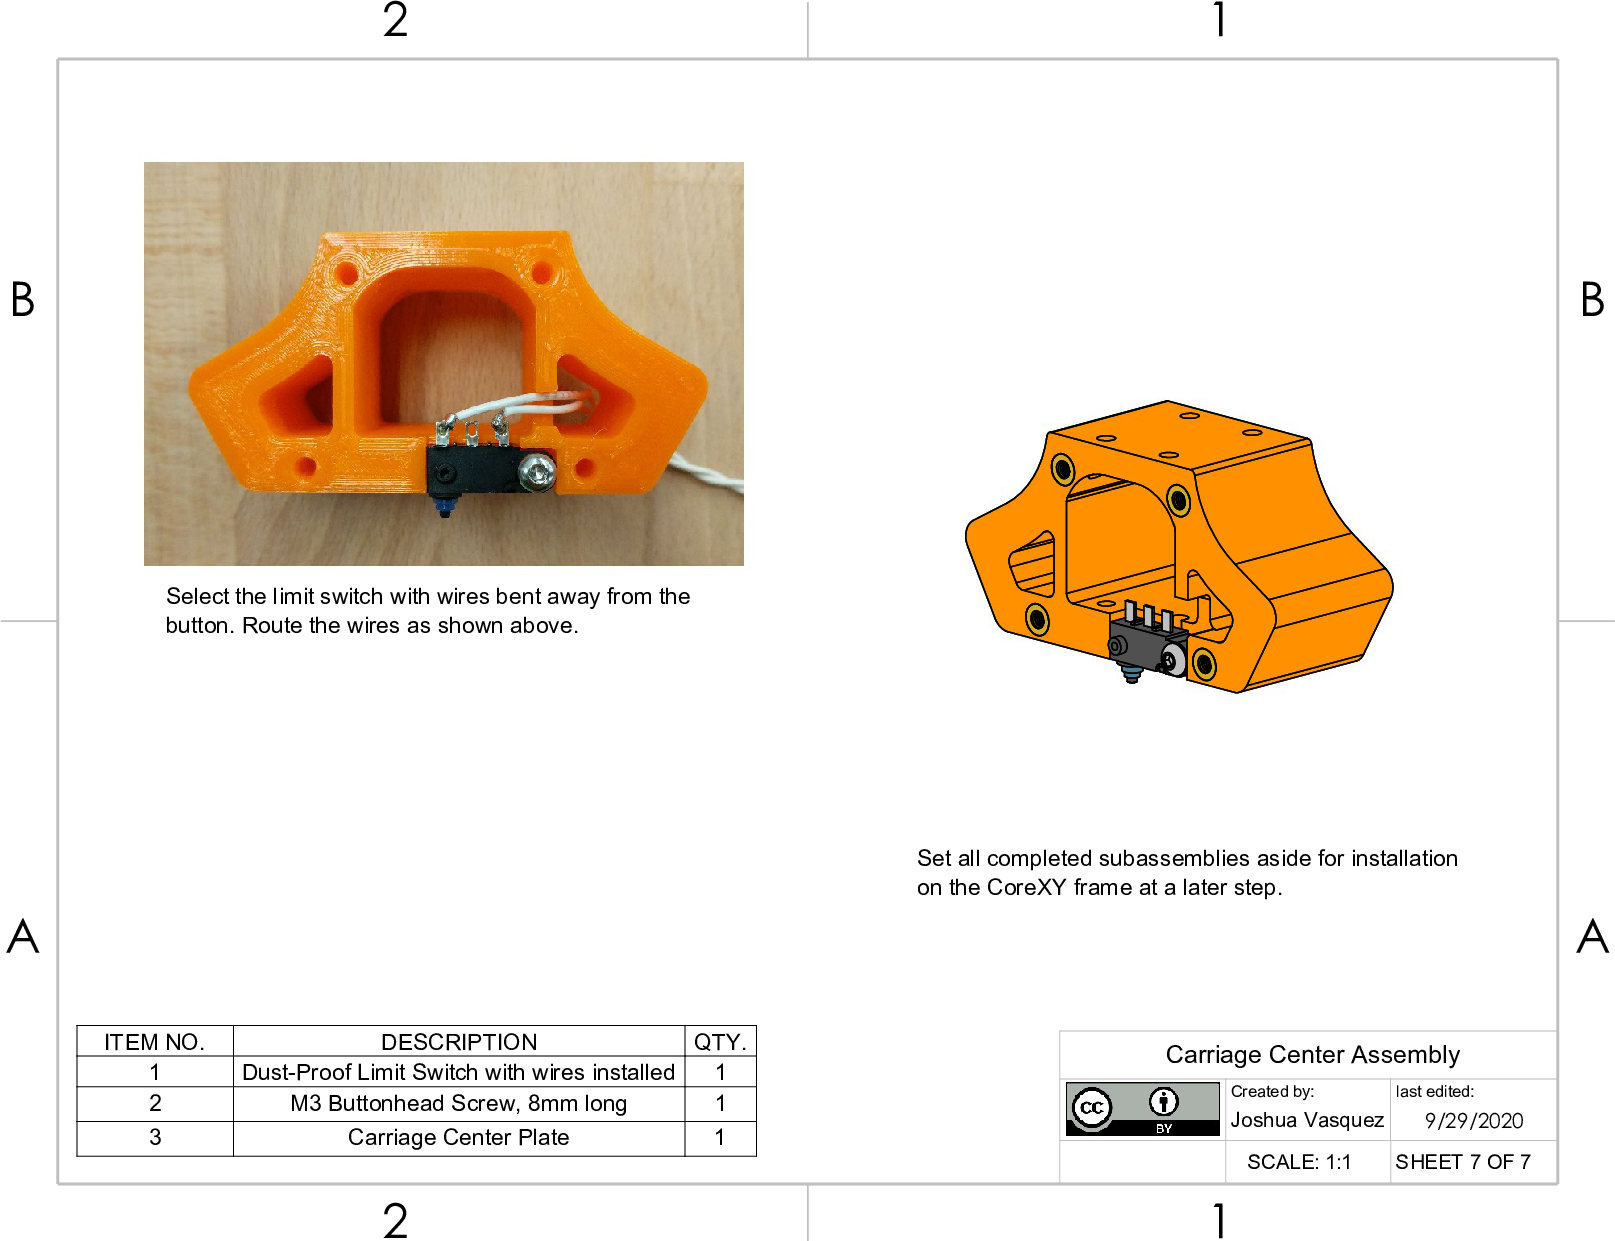 2 1
B B
Select the limit switch with wires bent away from the
button. Route the wires as shown above.
Set all completed subassemblies aside for installation
on the CoreXY frame at a later step.
A A
ITEM NO. DESCRIPTION QTY.
1 Dust-Proof Limit Switch with wires installed 1
2 M3 Buttonhead Screw, 8mm long 1
3 Carriage Center Plate 1
Carriage Center Assembly
cc BY
Created by: last edited:
Joshua Vasquez 9/29/2020
SCALE: 1:1 SHEET 7 OF 7
2 1